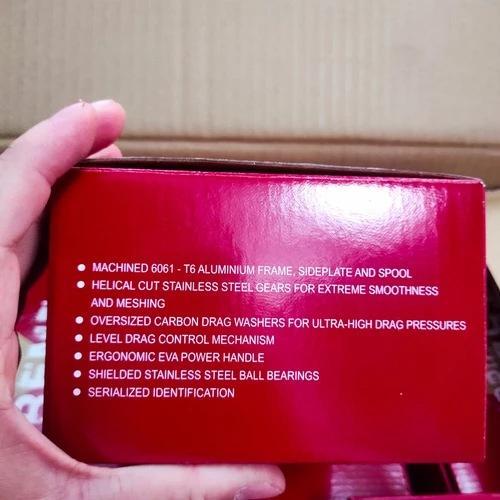 ● MACHINED 6061 - T6 ALUMINIUM FRAME, SIDEPLATE AND SPOOL
● HELICAL CUT STAINLESS STEEL GEARS FOR EXTREME SMOOTHNESS
AND MESHING
● OVERSIZED CARBON DRAG WASHERS FOR ULTRA-HIGH DRAG PRESSURES
● LEVEL DRAG CONTROL MECHANISM
● ERGONOMIC EVA POWER HANDLE
● SHIELDED STAINLESS STEEL BALL BEARINGS
● SERIALIZED IDENTIFICATION